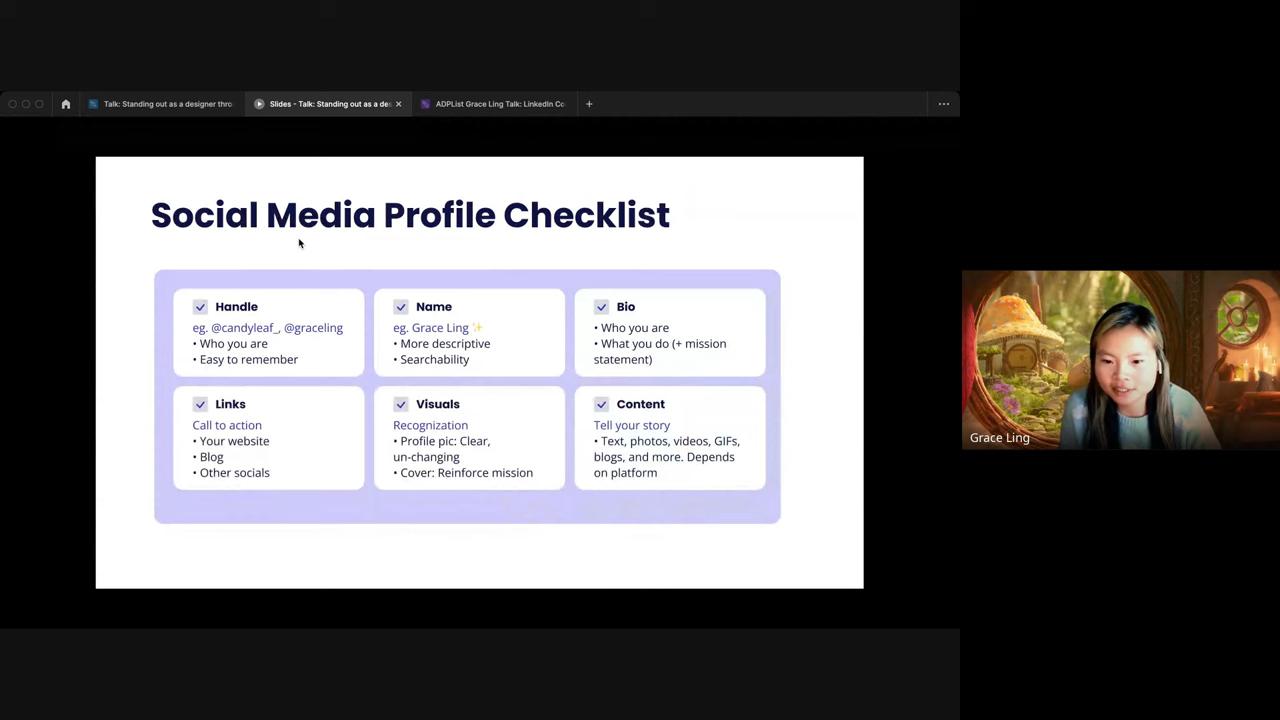 Talk: Standing out as a designer thro
Slides - Talk: Standing out as a des
ADPList Grace Ling Talk: LinkedIn Co
Social Media Profile Checklist
Handle
eg. @candyleaf_, @graceling
• Who you are
• Easy to remember
Name
eg. Grace Ling ✨
• More descriptive
• Searchability
Bio
• Who you are
• What you do (+ mission
statement)
Links
Call to action
• Your website
• Blog
• Other socials
Visuals
Recognization
• Profile pic: Clear,
un-changing
• Cover: Reinforce mission
Content
Tell your story
• Text, photos, videos, GIFs,
blogs, and more. Depends
on platform
Grace Ling